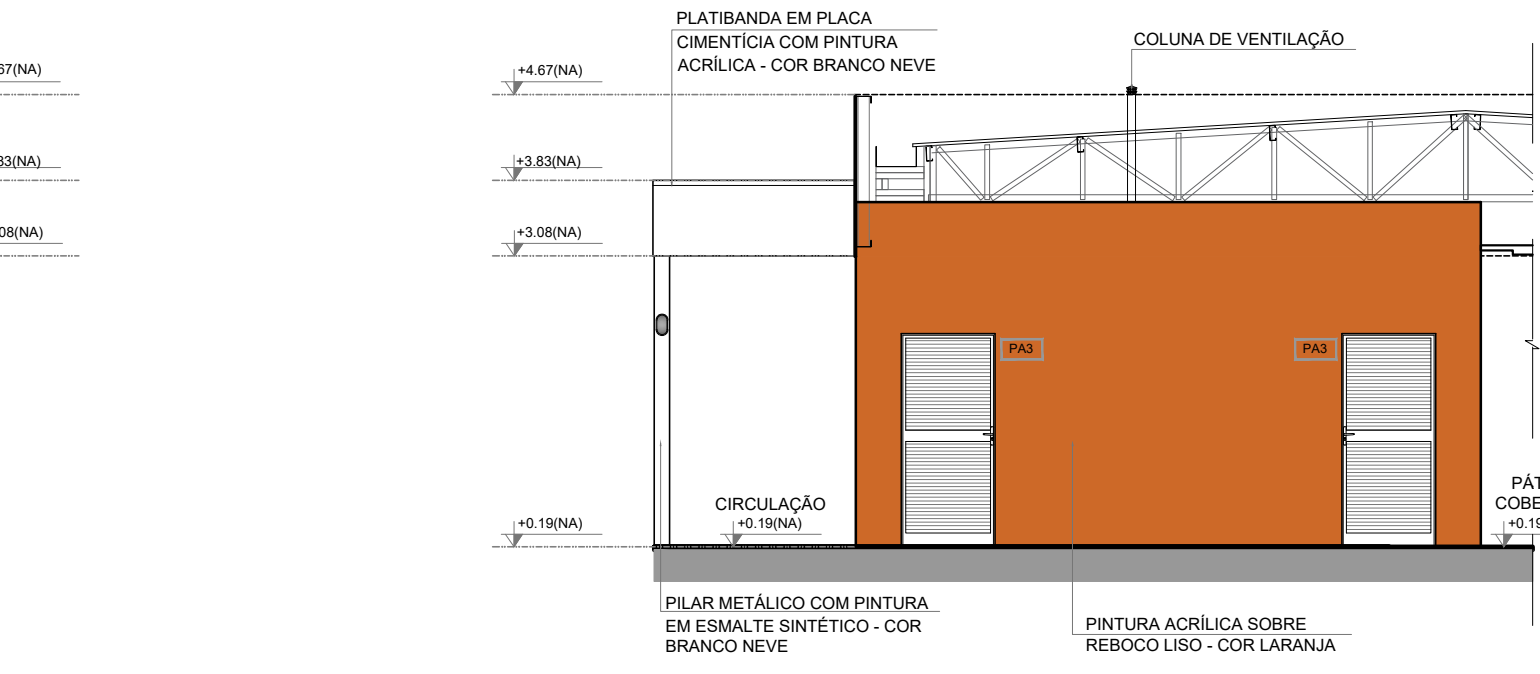 PLATIBANDA EM PLACA
CIMENTÍCIA COM PINTURA
ACRÍLICA - COR BRANCO NEVE
COLUNA DE VENTILAÇÃO
67(NA)
+4.67(NA)
83(NA)
+3.83(NA)
08(NA)
+3.08(NA)
PA3
PA3
CIRCULAÇÃO
+0.19(NA)
+0.19(NA)
PÁT
COBE
+0.19
PILAR METÁLICO COM PINTURA
EM ESMALTE SINTÉTICO - COR
BRANCO NEVE
PINTURA ACRÍLICA SOBRE
REBOCO LISO - COR LARANJA